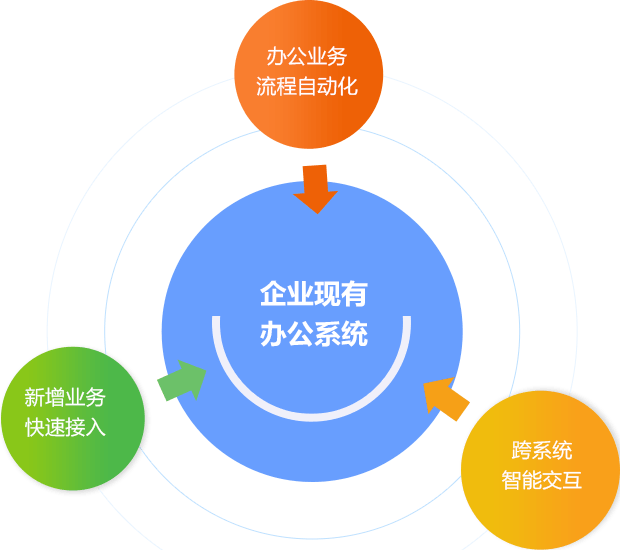 办公业务
流程自动化
企业现有
办公系统
新增业务
快速接入
跨系统
智能交互